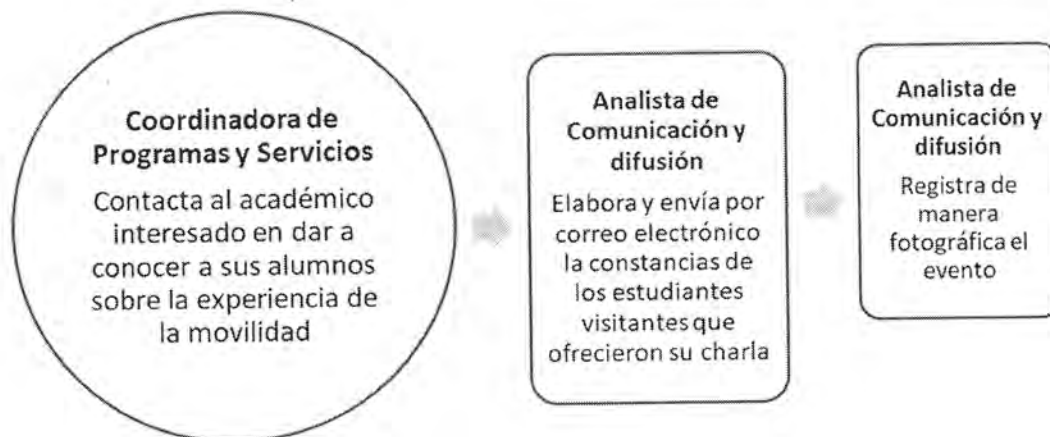 Coordinadora de
Programas y Servicios
Contacta al académico
interesado en dar a
conocer a sus alumnos
sobre la experiencia de
la movilidad
Analista de
Comunicación y
difusión
Elabora y envía por
correo electrónico
la constancias de
los estudiantes
visitantes que
ofrecieron su charla
Analista de
Comunicación y
difusión
Registra de
manera
fotográfica el
evento